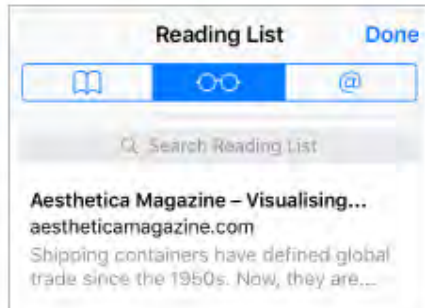 Reading List Done
@
Search Reading List
Aesthetica Magazine – Visualising...
aestheticamagazine.com
Shipping containers have defined global
trade since the 1950s. Now, they are...